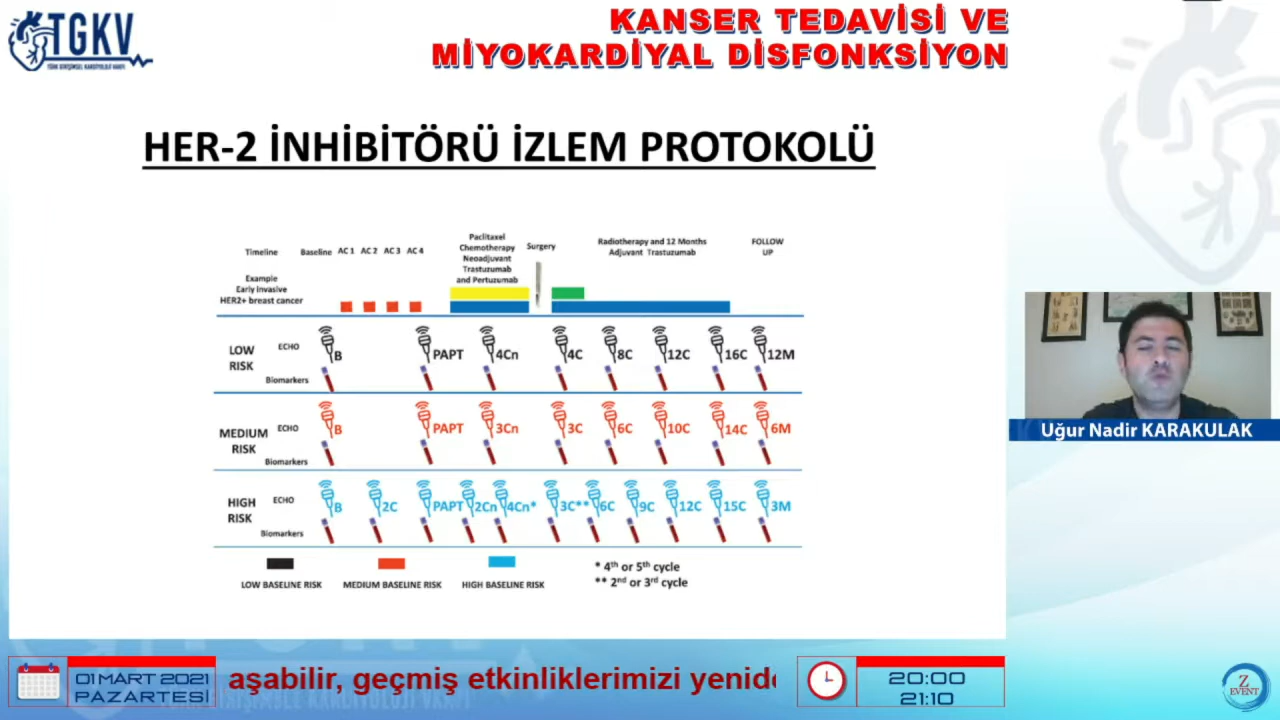 TGKV
TÜRK GİRİŞİMSEL KARDİYOLOJİ VAKFI
KANSER TEDAVİSİ VE
MİYOKARDİYAL DİSFONKSİYON
HER-2 İNHİBİTÖRÜ İZLEM PROTOKOLÜ
Timeline
Baseline
AC 1
AC 2
AC 3
AC 4
Paclitaxel
Chemotherapy
Neoadjuvant
Trastuzumab
and Pertuzumab
Surgery
Radiotherapy and 12 Months
Adjuvant Trastuzumab
FOLLOW
UP
Example
Early Invasive
HER2+ breast cancer
LOW
RISK
ECHO
B
PAPT
4Cn
4C
8C
12C
16C
12M
Biomarkers
MEDIUM
RISK
ECHO
B
PAPT
3Cn
3C
6C
10C
14C
6M
Biomarkers
HIGH
RISK
ECHO
B
2C
PAPT
2Cn
4Cn*
3C**
6C
9C
12C
15C
3M
Biomarkers
LOW BASELINE RISK
MEDIUM BASELINE RISK
HIGH BASELINE RISK
* 4th or 5th cycle
** 2nd or 3rd cycle
Uğur Nadir KARAKULAK
01 MART 2021
PAZARTESİ
aşabilir, geçmiş etkinliklerimizi yenide
20:00
21:10
Z
EVENT